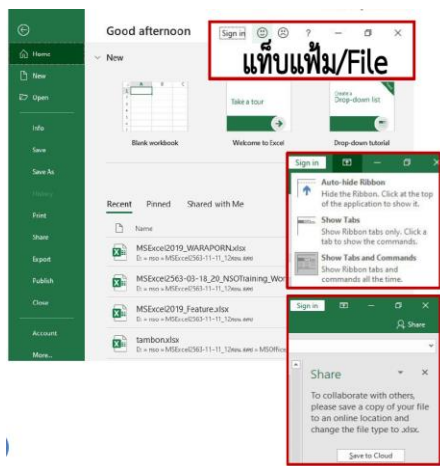 Good afternoon
Sign in
?
แท็บแฟ้ม/File
Home
New
Open
Info
Save
Save As
History
Print
Share
Export
Publish
Close
Account
More...
New
A B C
Blank workbook
Take a tour
Welcome to Excel
Create a
Drop-down list
Drop-down tutorial
Recent Pinned Shared with Me
Name
MSExcel2019_WARAPORN.xlsx
MSExcel2563-03-18_20_NSOTraining_Wor
MSExcel2019_Feature.xlsx
tambon.xlsx
Sign in
Auto-hide Ribbon
Hide the Ribbon. Click at the top
of the application to show it.
Show Tabs
Show Ribbon tabs only. Click a
tab to show the commands.
Show Tabs and Commands
Show Ribbon tabs and
commands all the time.
Sign in
Share
Share
To collaborate with others,
please save a copy of your file
to an online location and
change the file type to .xlsx.
Save to Cloud